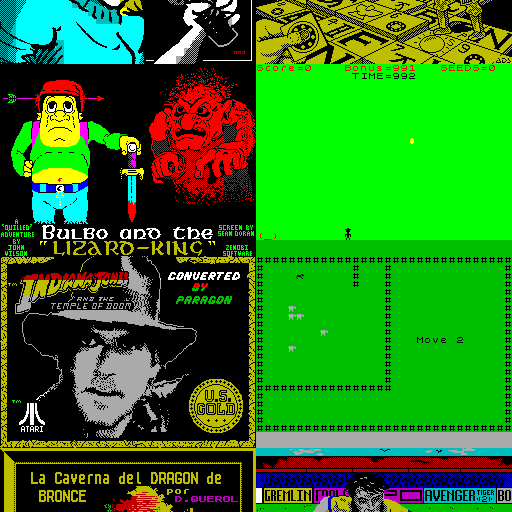 Score=0 Bonus=991 SEEDS=0
TIME=992
A
"QUILLED"
ADVENTURE
BY
JOHN
WILSON
SCREEN BY
SEAN DORAN
ZENOBI
SOFTWARE
BULBO AND THE
"LIZARD-KING"
INDIANA JONES
AND THE
TEMPLE OF DOOM
CONVERTED
BY
PARAGON
TM
ATARI
U.S.
GOLD
Move 2
La Caverna del DRAGON de
BRONCE
por
D.QUEROL
GREMLIN
AVENGER
BO